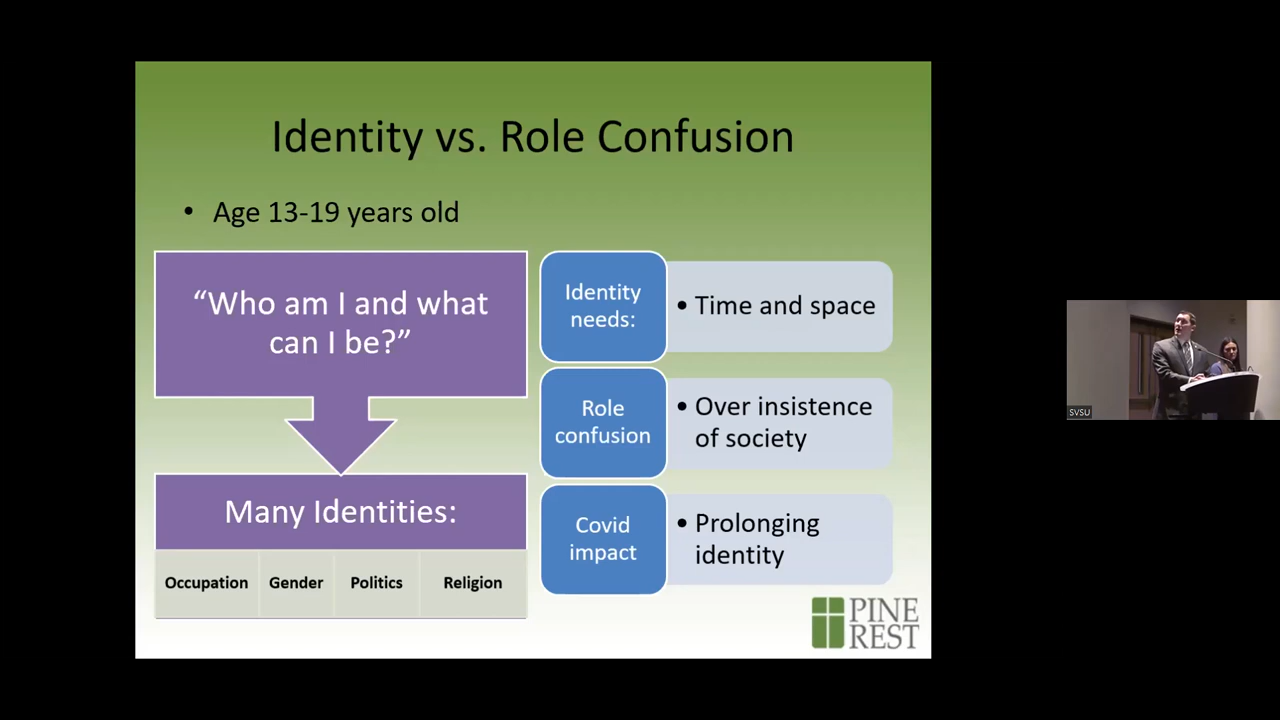 Identity vs. Role Confusion
• Age 13-19 years old
“Who am I and what
can I be?”
Many Identities:
Occupation Gender Politics Religion
Identity
needs:
• Time and space
Role
confusion
• Over insistence
of society
Covid
impact
• Prolonging
identity
PINE
REST
SVSU